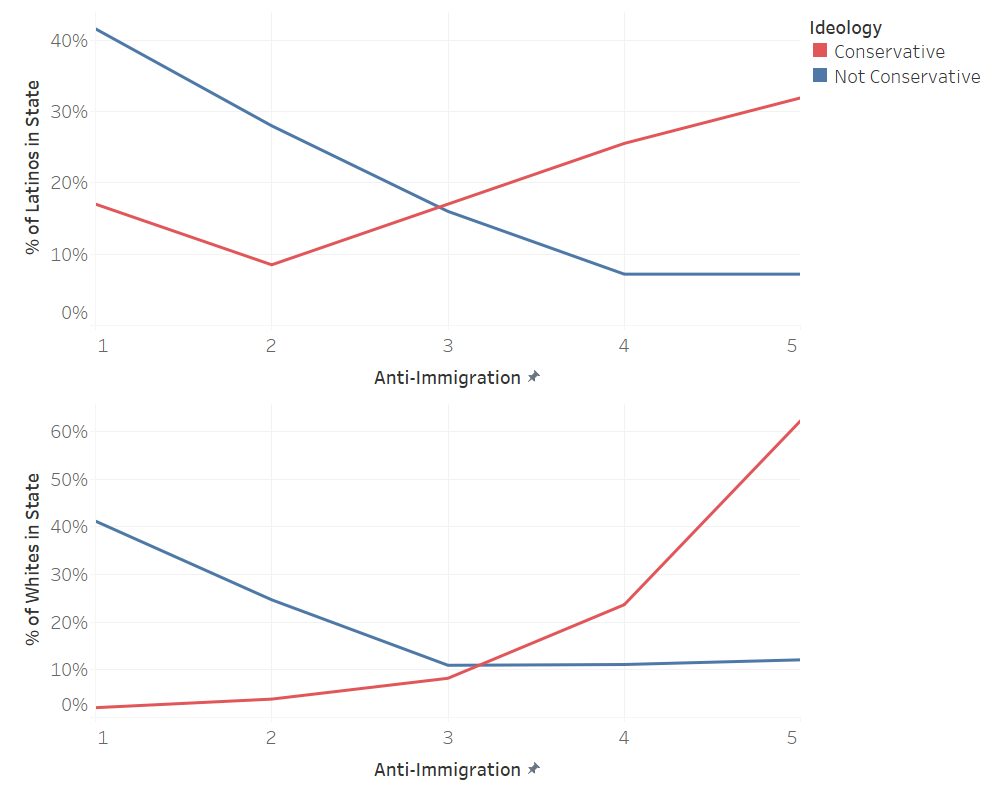 Ideology
Conservative
Not Conservative
% of Latinos in State
40%
30%
20%
10%
0%
1 2 3 4 5
Anti-Immigration
% of Whites in State
60%
50%
40%
30%
20%
10%
0%
1 2 3 4 5
Anti-Immigration